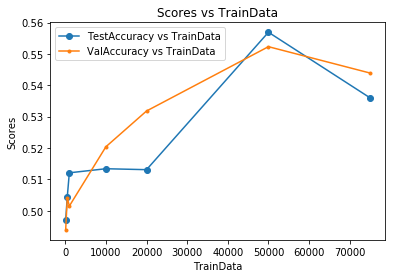 Scores vs TrainData
TestAccuracy vs TrainData
ValAccuracy vs TrainData
0.56
0.55
0.54
0.53
0.52
0.51
0.50
Scores
0 10000 20000 30000 40000 50000 60000 70000
TrainData